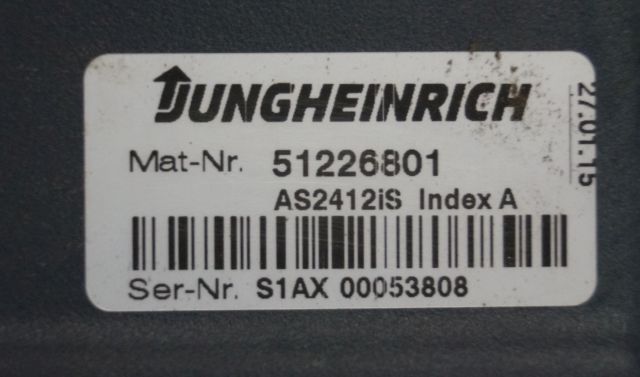 JUNGHEINRICH
Mat-Nr. 51226801
AS2412iS Index A
Ser-Nr. S1AX 00053808
27.01.15